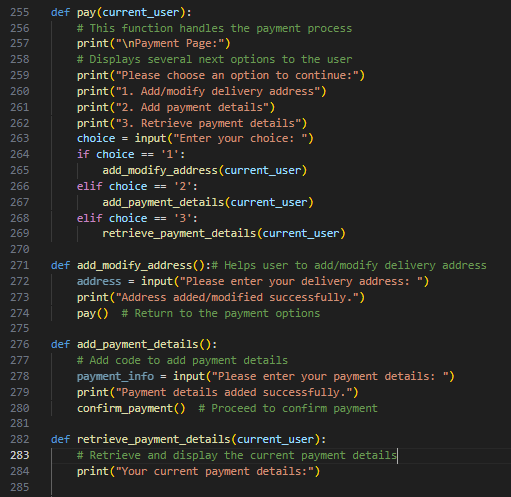 255 def pay(current_user):
256     # This function handles the payment process
257     print("\nPayment Page:")
258     # Displays several next options to the user
259     print("Please choose an option to continue:")
260     print("1. Add/modify delivery address")
261     print("2. Add payment details")
262     print("3. Retrieve payment details")
263     choice = input("Enter your choice: ")
264     if choice == '1':
265         add_modify_address(current_user)
266     elif choice == '2':
267         add_payment_details(current_user)
268     elif choice == '3':
269         retrieve_payment_details(current_user)
270
271 def add_modify_address():# Helps user to add/modify delivery address
272     address = input("Please enter your delivery address: ")
273     print("Address added/modified successfully.")
274     pay()  # Return to the payment options
275
276 def add_payment_details():
277     # Add code to add payment details
278     payment_info = input("Please enter your payment details: ")
279     print("Payment details added successfully.")
280     confirm_payment()  # Proceed to confirm payment
281
282 def retrieve_payment_details(current_user):
283     # Retrieve and display the current payment details
284     print("Your current payment details:")
285